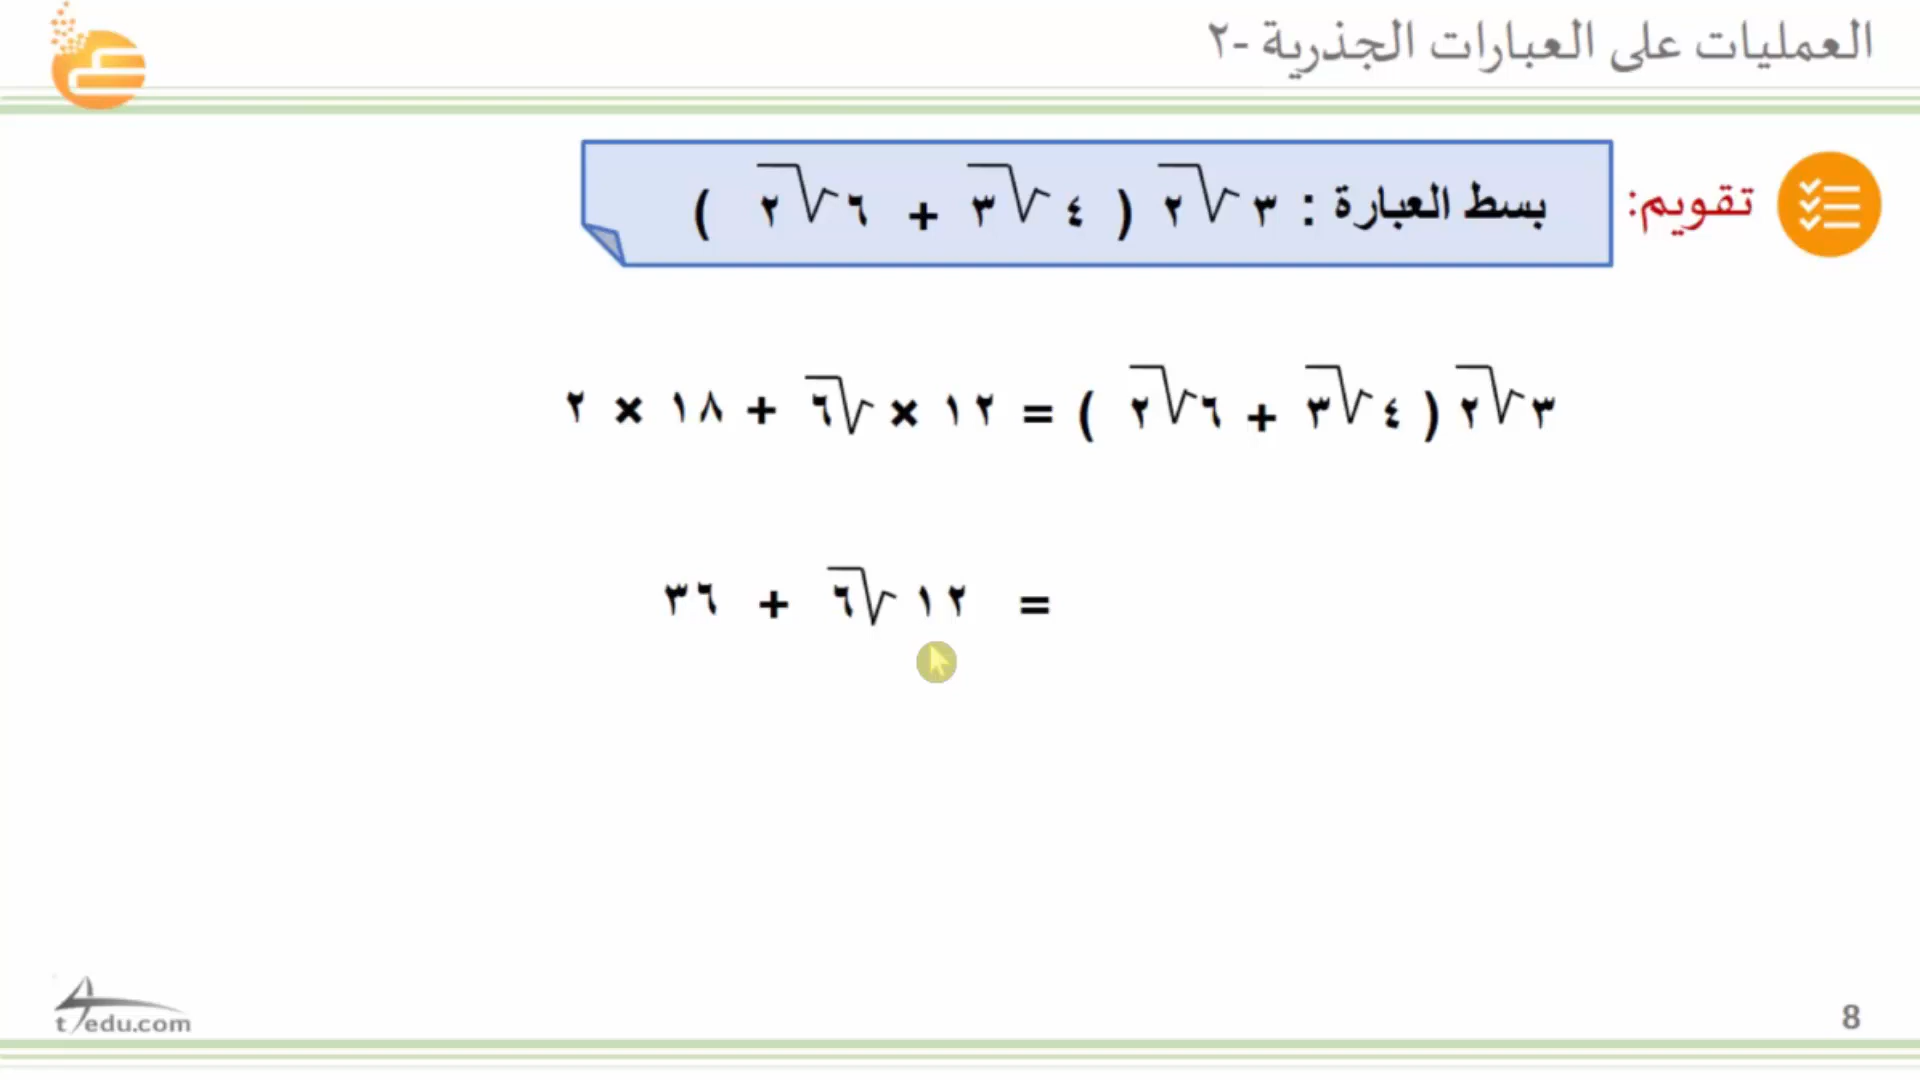 العمليات على العبارات الجذرية -٢
تقويم:
بسط العبارة : ٣√٢ ( ٤√٣ + ٦√٢ )
٣√٢ ( ٤√٣ + ٦√٢ ) = ١٢ × √٦ + ١٨ × ٢
= ١٢√٦ + ٣٦
t4edu.com
8